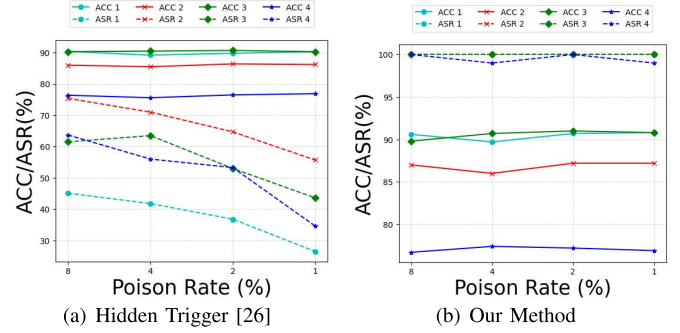 ACC 1 ACC 2 ACC 3 ACC 4
ASR 1 ASR 2 ASR 3 ASR 4
90
80
70
60
50
40
30
ACC/ASR(%)
8 4 2 1
Poison Rate (%)
(a) Hidden Trigger [26]
ACC 1 ACC 2 ACC 3 ACC 4
ASR 1 ASR 2 ASR 3 ASR 4
100
95
90
85
80
ACC/ASR(%)
8 4 2 1
Poison Rate (%)
(b) Our Method